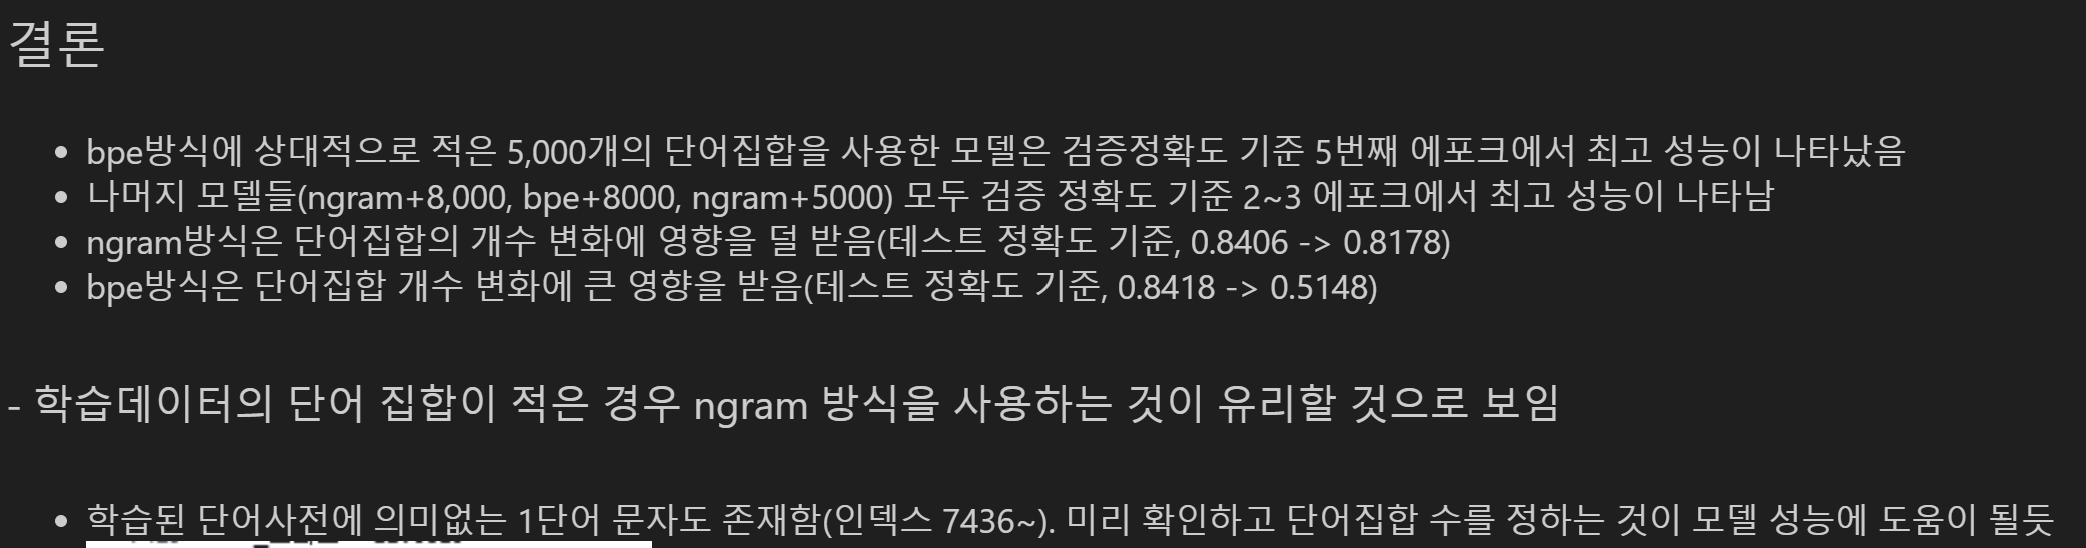 결론
bpe방식에 상대적으로 적은 5,000개의 단어집합을 사용한 모델은 검증정확도 기준 5번째 에포크에서 최고 성능이 나타났음
나머지 모델들(ngram+8,000, bpe+8000, ngram+5000) 모두 검증 정확도 기준 2~3 에포크에서 최고 성능이 나타남
ngram방식은 단어집합의 개수 변화에 영향을 덜 받음(테스트 정확도 기준, 0.8406 -> 0.8178)
bpe방식은 단어집합 개수 변화에 큰 영향을 받음(테스트 정확도 기준, 0.8418 -> 0.5148)
- 학습데이터의 단어 집합이 적은 경우 ngram 방식을 사용하는 것이 유리할 것으로 보임
학습된 단어사전에 의미없는 1단어 문자도 존재함(인덱스 7436~). 미리 확인하고 단어집합 수를 정하는 것이 모델 성능에 도움이 될듯